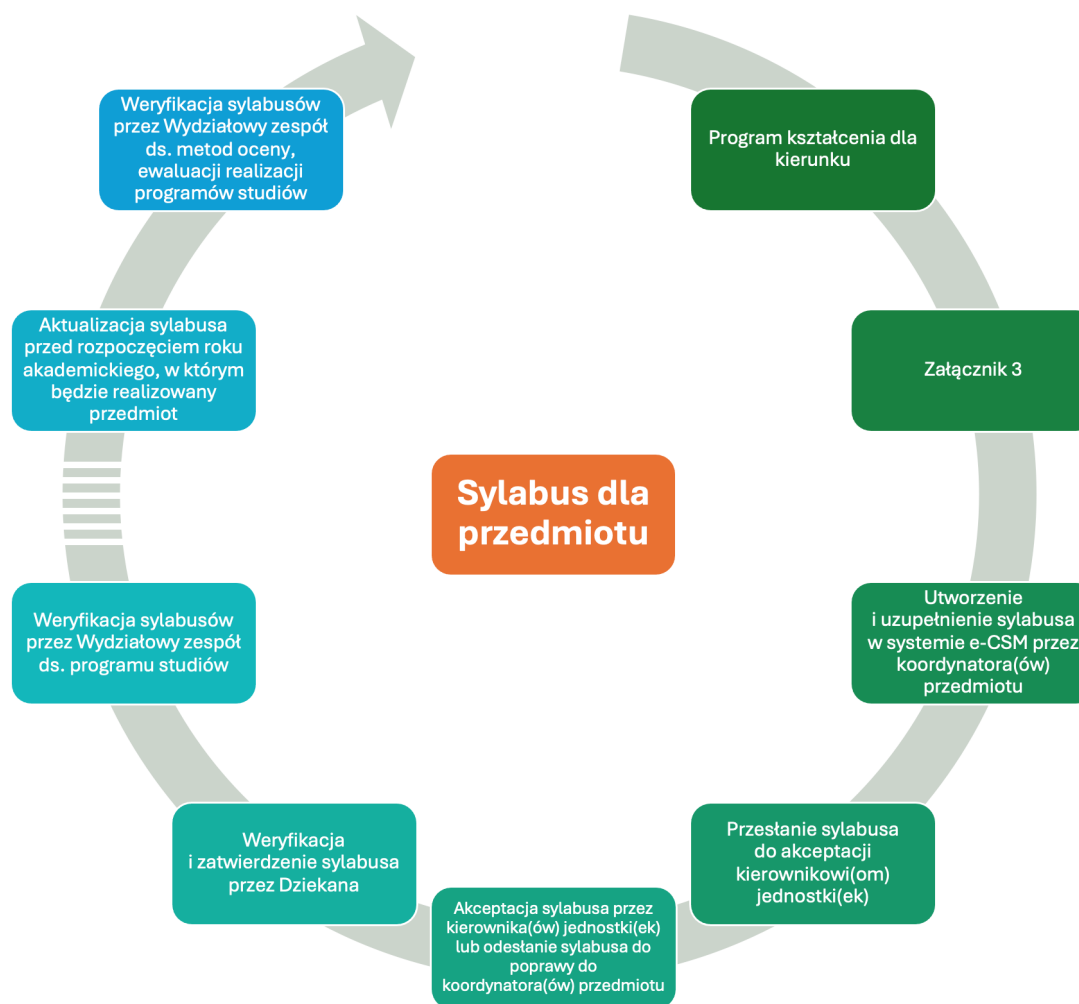 Program kształcenia dla
kierunku
Załącznik 3
Utworzenie
i uzupełnienie sylabusa
w systemie e-CSM przez
koordynatora(ów)
przedmiotu
Przesłanie sylabusa
do akceptacji
kierownikowi(om)
jednostki(ek)
Akceptacja sylabusa przez
kierownika(ów) jednostki(ek)
lub odesłanie sylabusa do
poprawy do
koordynatora(ów) przedmiotu
Weryfikacja
i zatwierdzenie sylabusa
przez Dziekana
Weryfikacja sylabusów
przez Wydziałowy zespół
ds. programu studiów
Aktualizacja sylabusa
przed rozpoczęciem roku
akademickiego, w którym
będzie realizowany
przedmiot
Weryfikacja sylabusów
przez Wydziałowy zespół
ds. metod oceny,
ewaluacji realizacji
programów studiów
Sylabus dla
przedmiotu